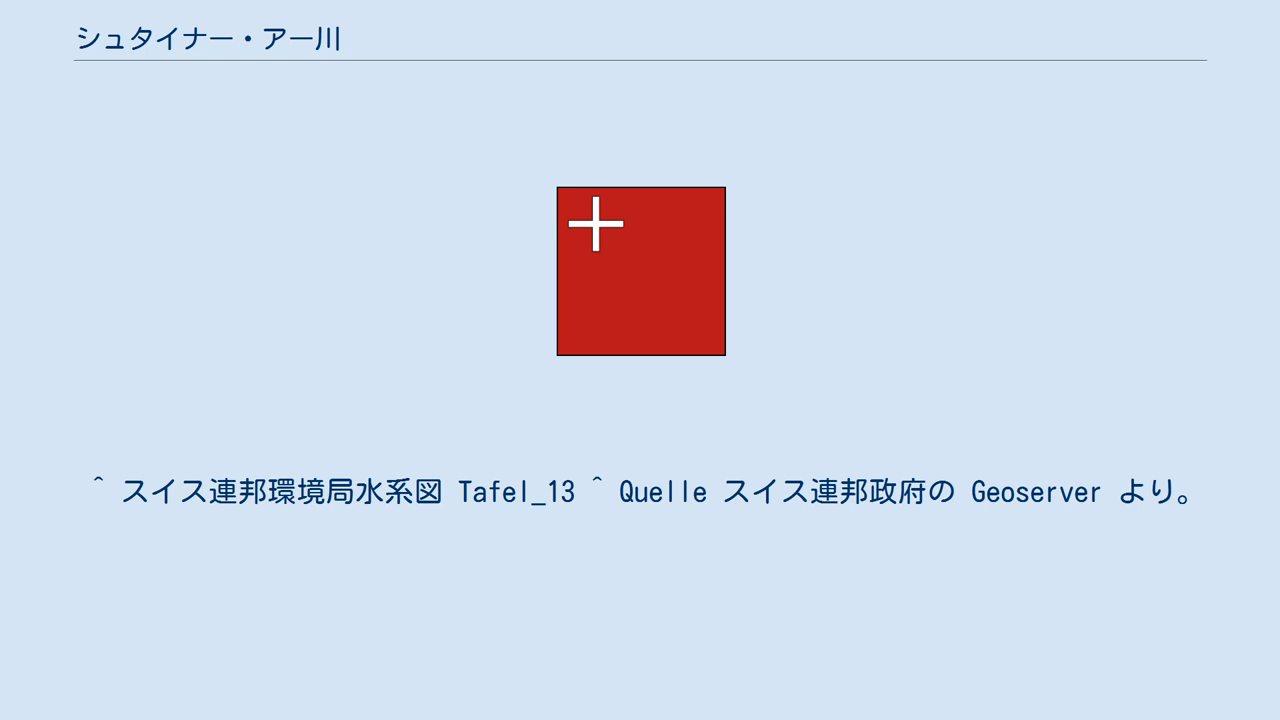 シュタイナー・アー川
^ スイス連邦環境局水系図 Tafel_13 ^ Quelle スイス連邦政府の Geoserver より。